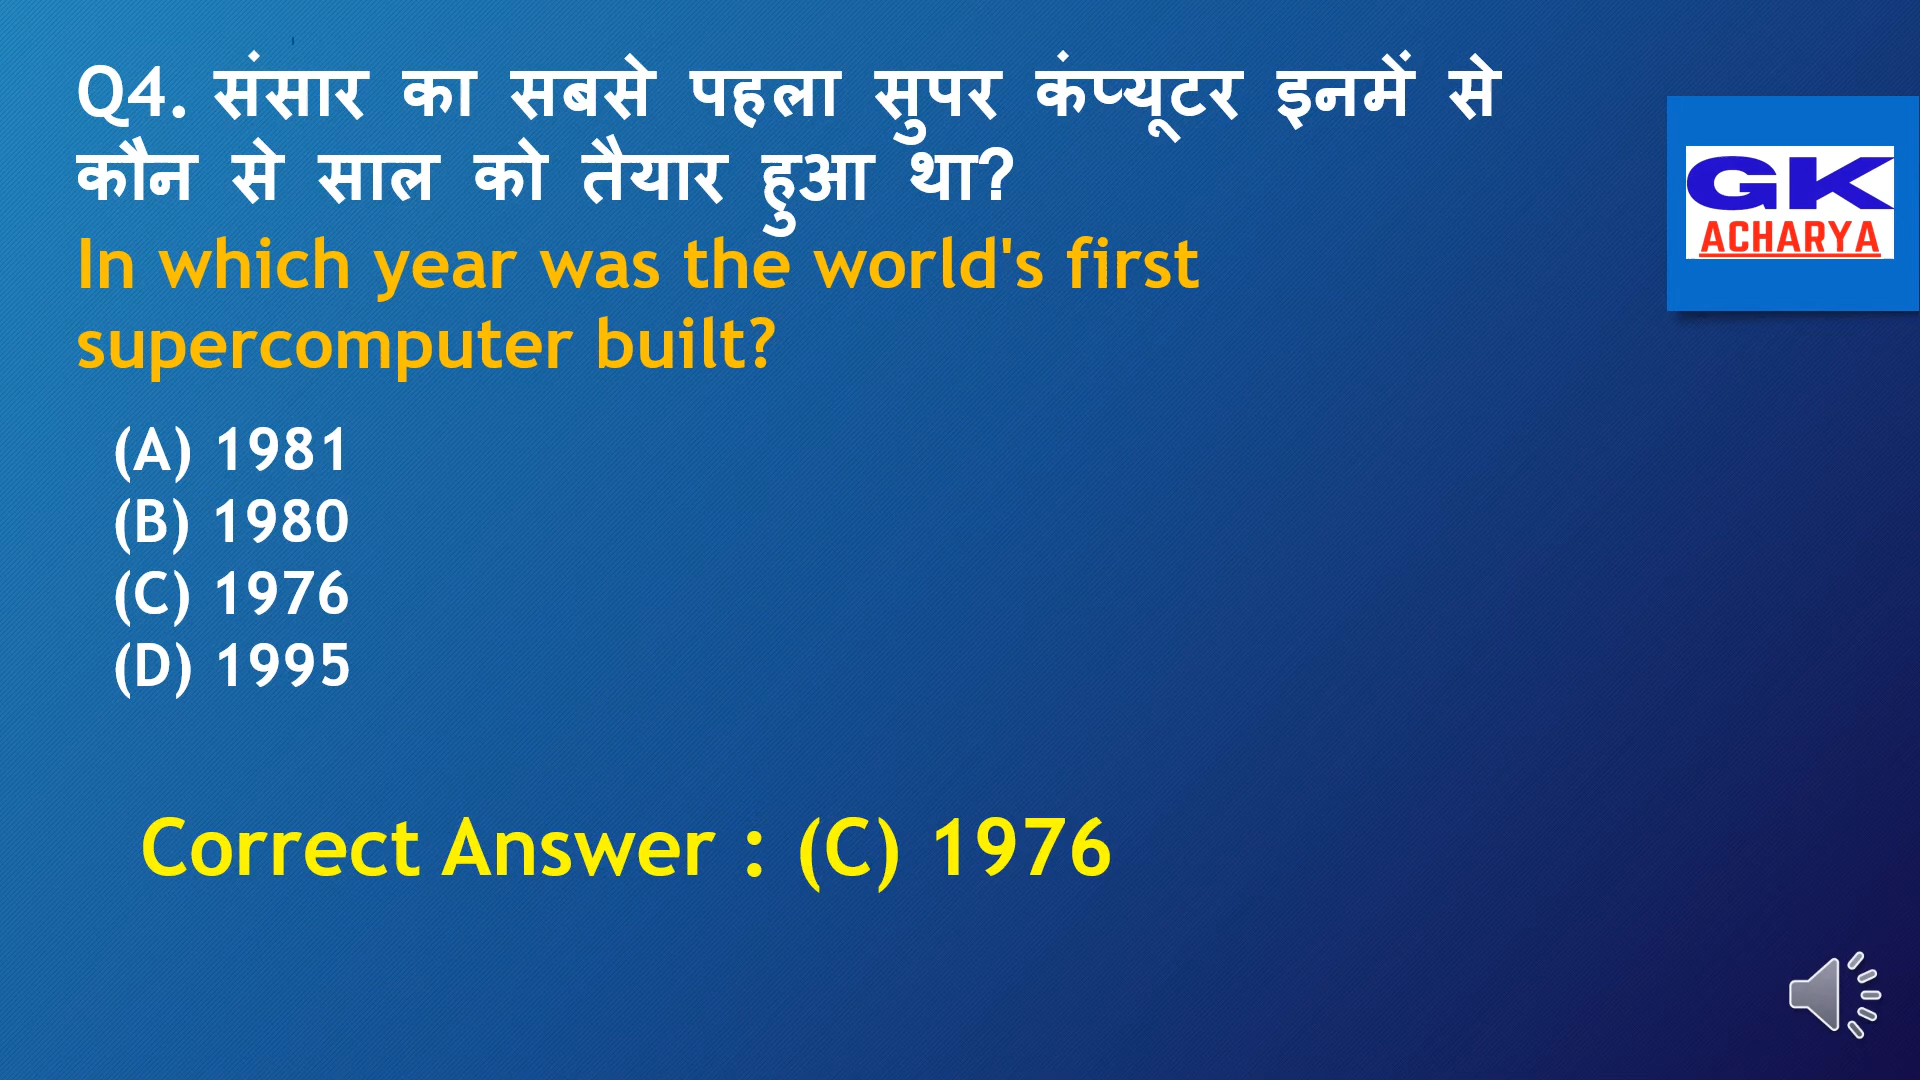 Q4. संसार का सबसे पहला सुपर कंप्यूटर इनमें से
कौन से साल को तैयार हुआ था?
In which year was the world's first
supercomputer built?
GK
ACHARYA
(A) 1981
(B) 1980
(C) 1976
(D) 1995
Correct Answer : (C) 1976